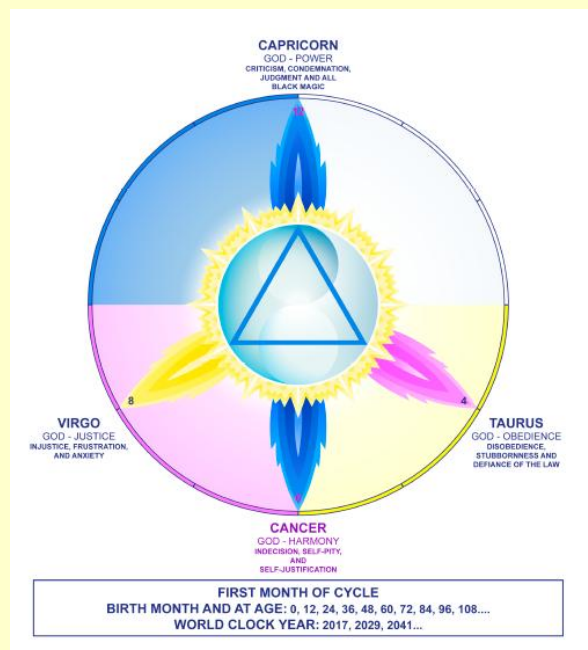 CAPRICORN
GOD - POWER
CRITICISM, CONDEMNATION,
JUDGMENT AND ALL
BLACK MAGIC
10
8
4
VIRGO
GOD - JUSTICE
INJUSTICE, FRUSTRATION,
AND ANXIETY
TAURUS
GOD - OBEDIENCE
DISOBEDIENCE,
STUBBORNNESS AND
DEFIANCE OF THE LAW
6
CANCER
GOD - HARMONY
INDECISION, SELF-PITY,
AND
SELF-JUSTIFICATION
FIRST MONTH OF CYCLE
BIRTH MONTH AND AT AGE: 0, 12, 24, 36, 48, 60, 72, 84, 96, 108....
WORLD CLOCK YEAR: 2017, 2029, 2041...